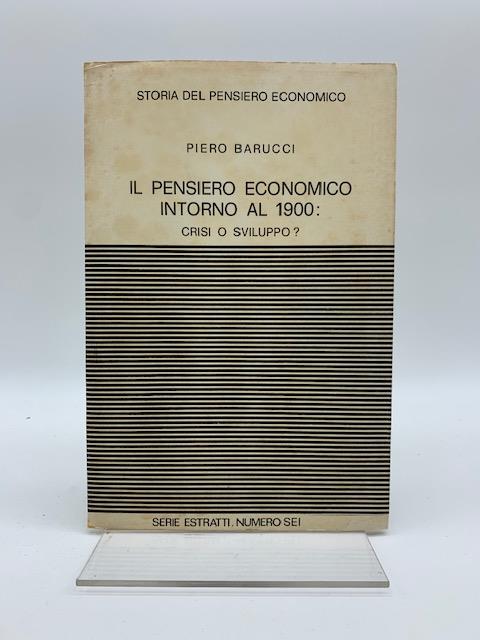 STORIA DEL PENSIERO ECONOMICO
PIERO BARUCCI
IL PENSIERO ECONOMICO
INTORNO AL 1900:
CRISI O SVILUPPO?
SERIE ESTRATTI. NUMERO SEI